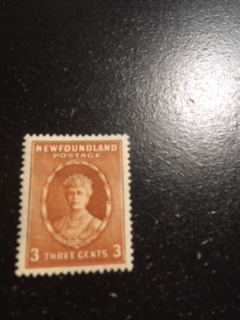 NEWFOUNDLAND
POSTAGE
3 THREE CENTS 3